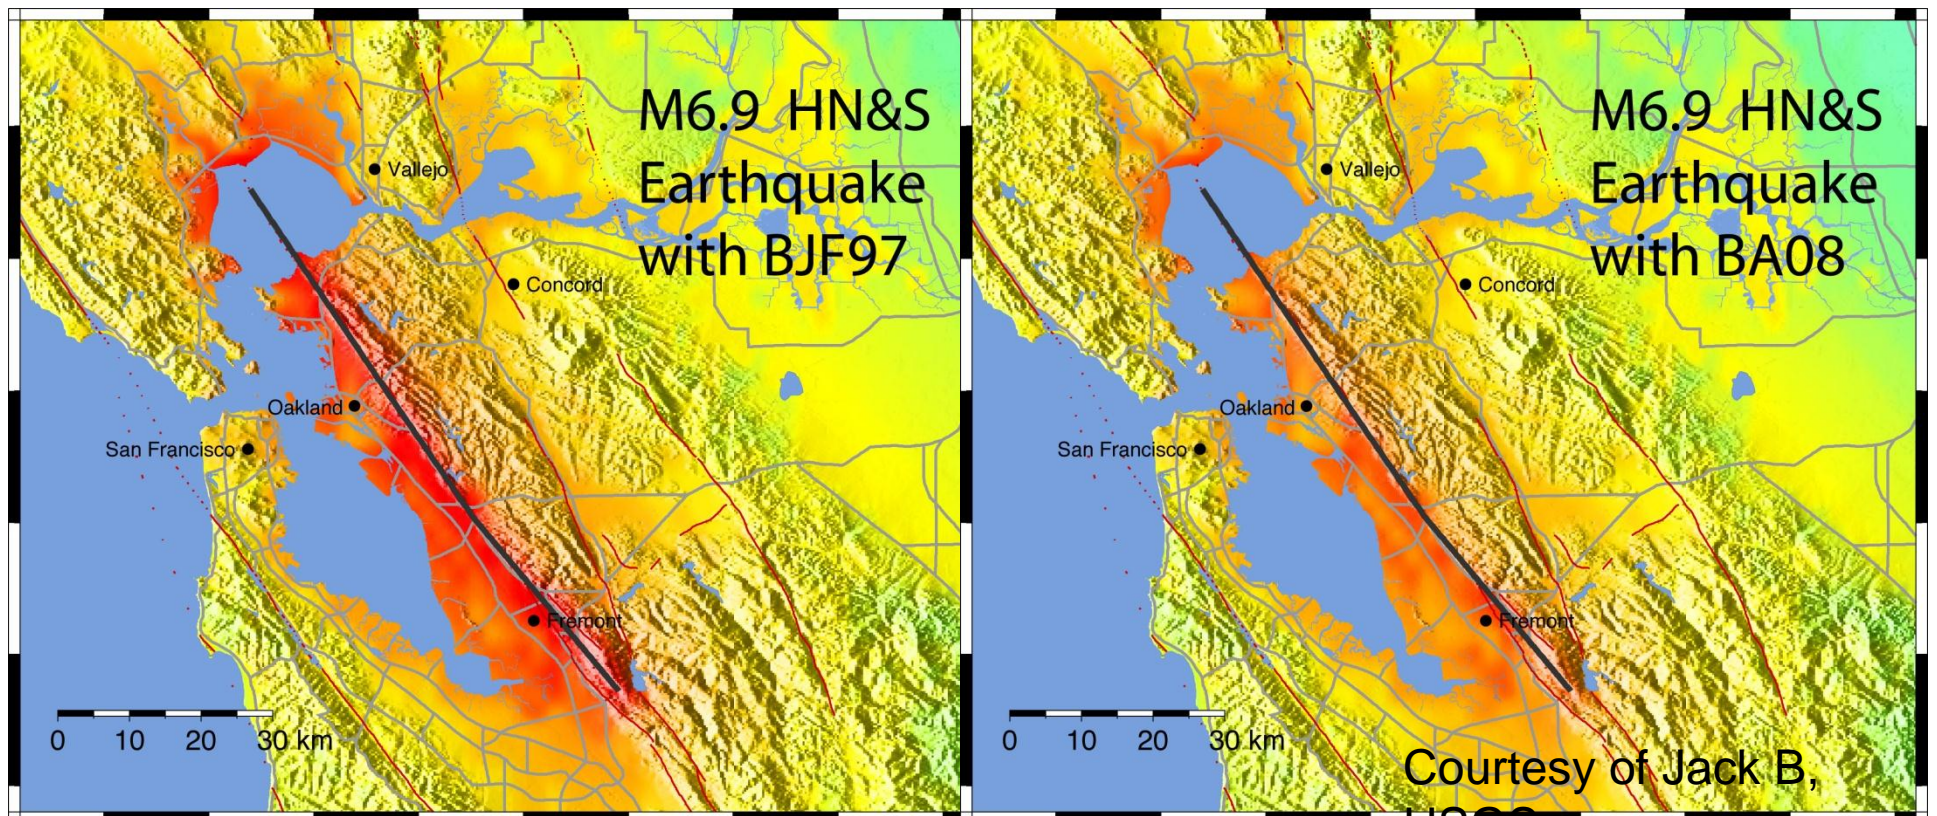 M6.9 HN&S
Earthquake
with BJF97
Vallejo
Concord
Oakland
San Francisco
Fremont
0 10 20 30 km
M6.9 HN&S
Earthquake
with BA08
Vallejo
Concord
Oakland
San Francisco
Fremont
0 10 20 30 km
Courtesy of Jack B,